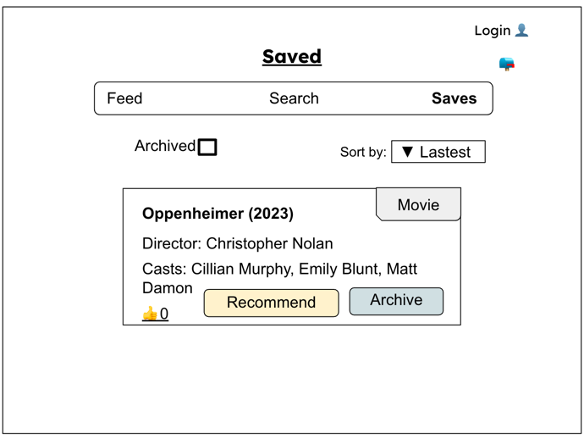 Login
Saved
Feed Search Saves
Archived Sort by: ▼ Lastest
Movie
Oppenheimer (2023)
Director: Christopher Nolan
Casts: Cillian Murphy, Emily Blunt, Matt
Damon
Recommend Archive
👍0